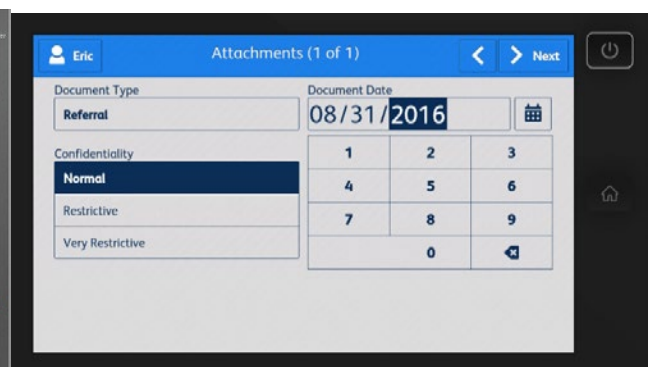 Eric
Attachments (1 of 1)
Next
Document Type
Referral
Document Date
08/31/2016
Confidentiality
Normal
Restrictive
Very Restrictive
1 2 3
4 5 6
7 8 9
0